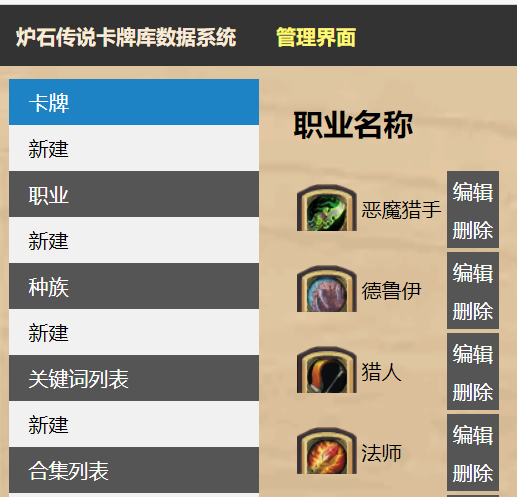 炉石传说卡牌库数据系统 管理界面
卡牌
新建
职业
新建
种族
新建
关键词列表
新建
合集列表
职业名称
恶魔猎手
编辑
删除
德鲁伊
编辑
删除
猎人
编辑
删除
法师
编辑
删除